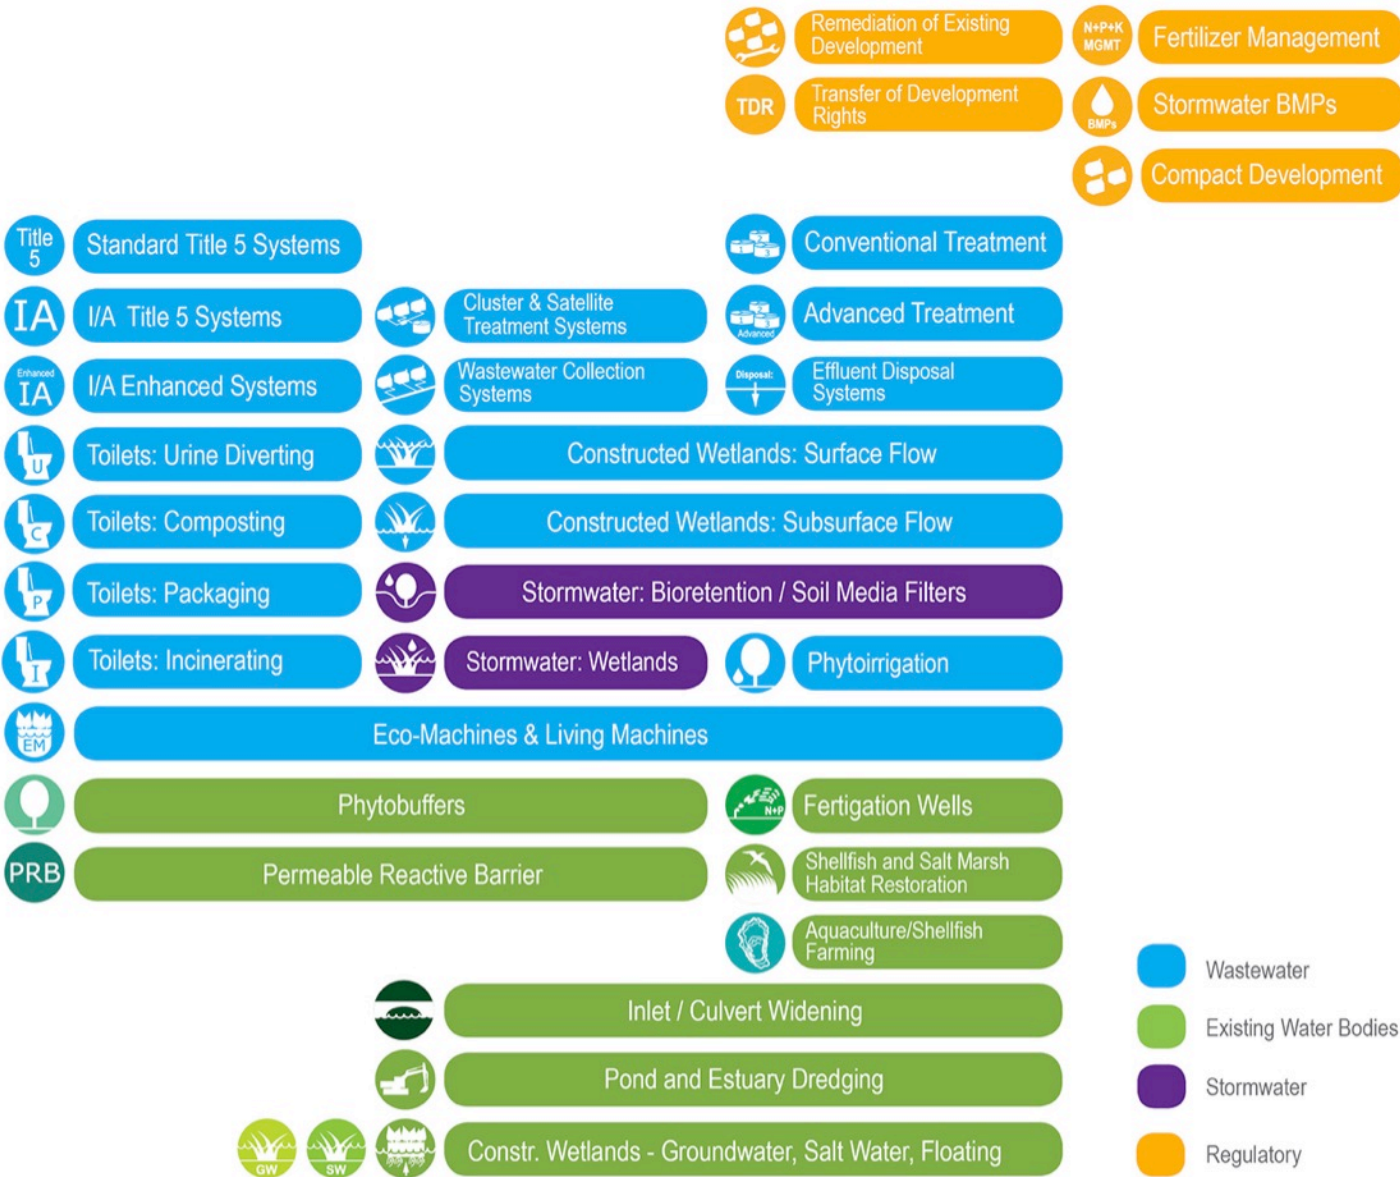 Remediation of Existing
Development
N+P+K
MGMT
Fertilizer Management
TDR
Transfer of Development
Rights
BMPs
Stormwater BMPs
Compact Development
Title
5
Standard Title 5 Systems
1
2
3
Conventional Treatment
IA
I/A Title 5 Systems
Cluster & Satellite
Treatment Systems
Advanced
Advanced Treatment
Enhanced
IA
I/A Enhanced Systems
Wastewater Collection
Systems
Disposal:
Effluent Disposal
Systems
U
Toilets: Urine Diverting
Constructed Wetlands: Surface Flow
C
Toilets: Composting
Constructed Wetlands: Subsurface Flow
P
Toilets: Packaging
Stormwater: Bioretention / Soil Media Filters
I
Toilets: Incinerating
Stormwater: Wetlands
Phytoirrigation
EM
Eco-Machines & Living Machines
Phytobuffers
N+P
Fertigation Wells
PRB
Permeable Reactive Barrier
Shellfish and Salt Marsh
Habitat Restoration
Aquaculture/Shellfish
Farming
Inlet / Culvert Widening
Pond and Estuary Dredging
GW
SW
Constr. Wetlands - Groundwater, Salt Water, Floating
Wastewater
Existing Water Bodies
Stormwater
Regulatory